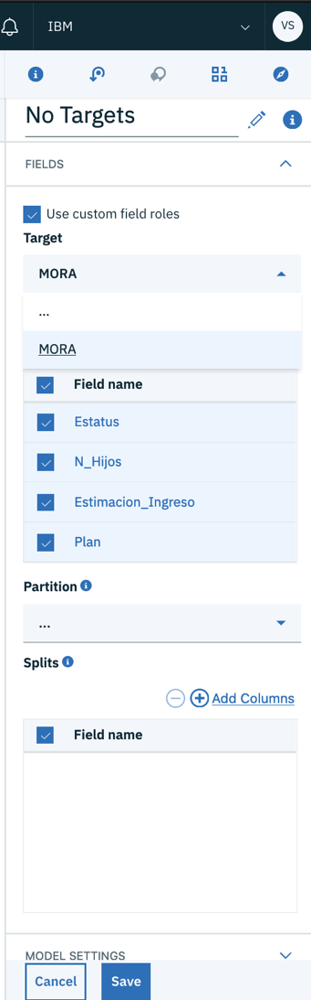 IBM
VS
No Targets
FIELDS
Use custom field roles
Target
MORA
...
MORA
Field name
Estatus
N_Hijos
Estimacion_Ingreso
Plan
Partition
...
Splits
Add Columns
Field name
MODEL SETTINGS
Cancel Save